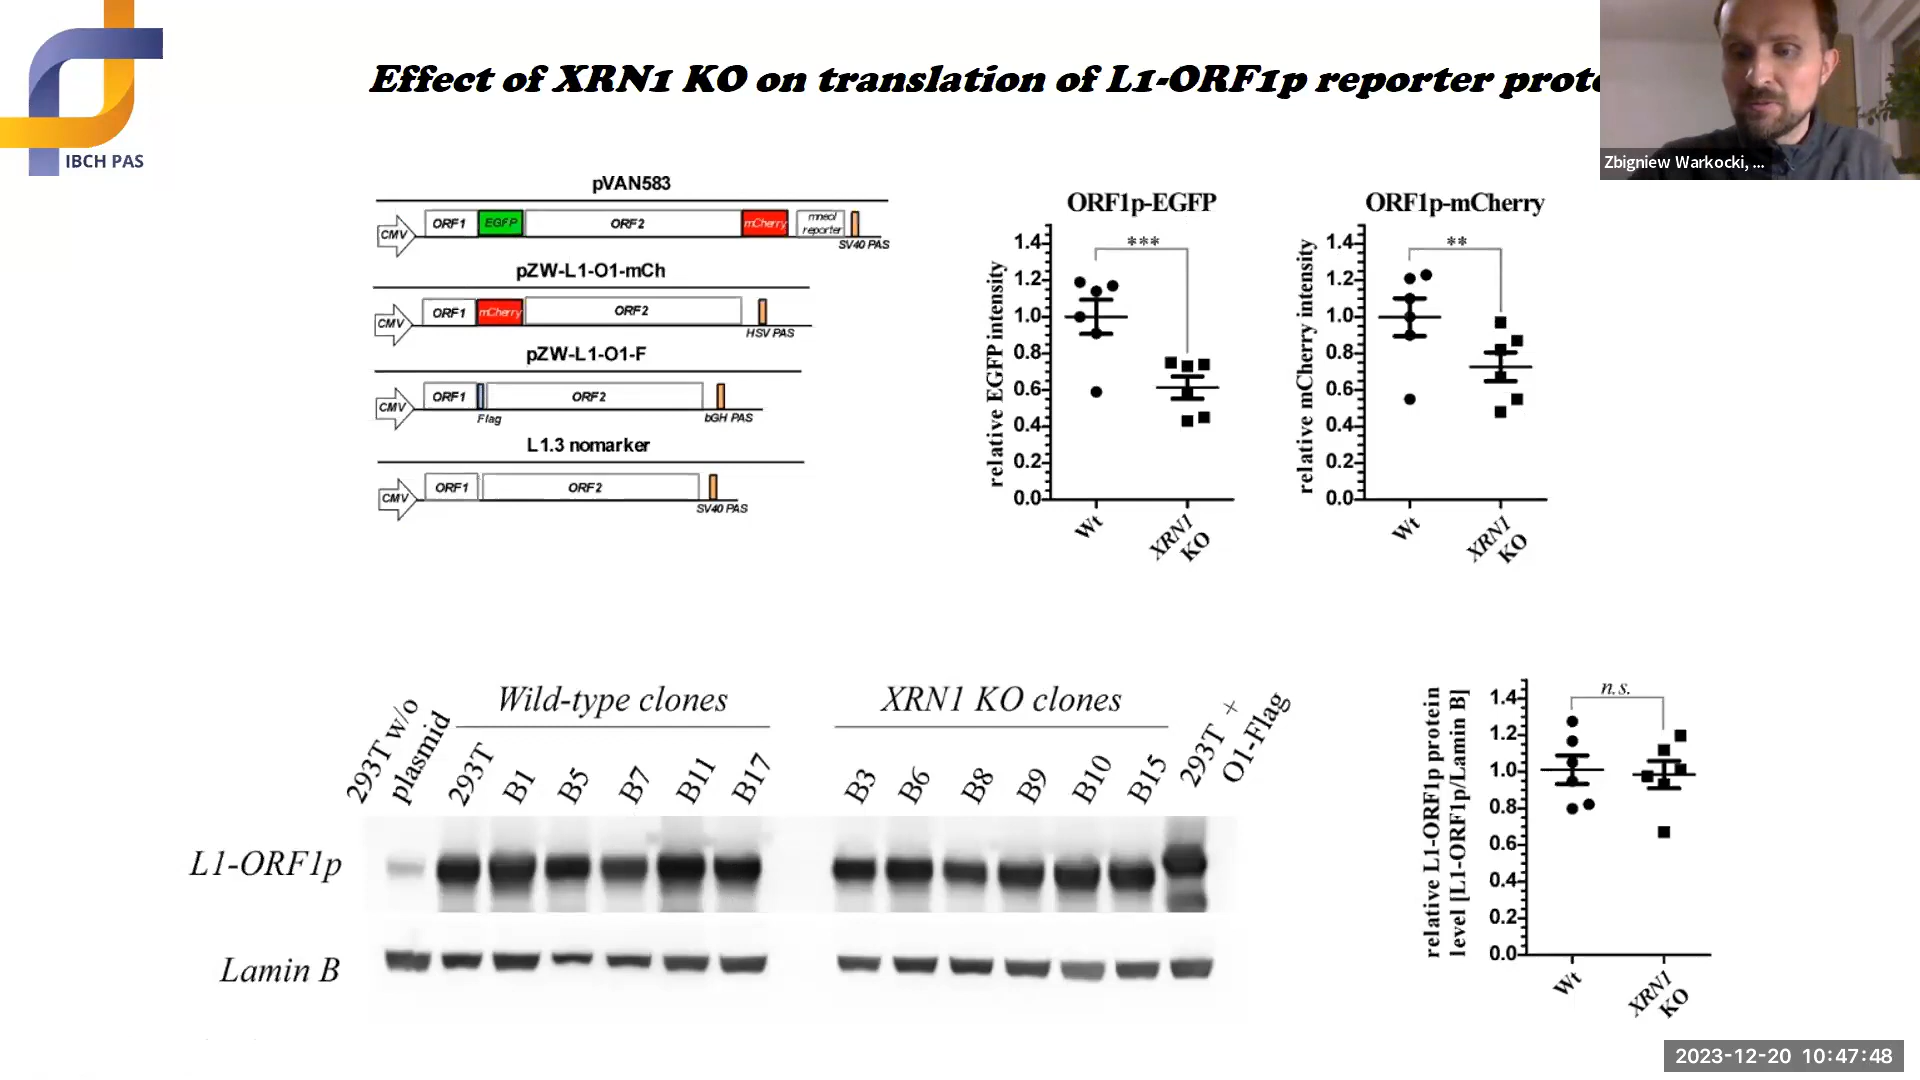 IBCH PAS
Effect of XRN1 KO on translation of L1-ORF1p reporter prote
Zbigniew Warkocki, ...
pVAN583
CMV
ORF1
EGFP
ORF2
mCherry
mneoI
reporter
SV40 PAS
pZW-L1-O1-mCh
CMV
ORF1
mCherry
ORF2
HSV PAS
pZW-L1-O1-F
CMV
ORF1
Flag
ORF2
bGH PAS
L1.3 nomarker
CMV
ORF1
ORF2
SV40 PAS
ORF1p-EGFP
relative EGFP intensity
1.4
1.2
1.0
0.8
0.6
0.4
0.2
0.0
***
Wt
XRN1
KO
ORF1p-mCherry
relative mCherry intensity
1.4
1.2
1.0
0.8
0.6
0.4
0.2
0.0
**
Wt
XRN1
KO
Wild-type clones
XRN1 KO clones
293T w/o
plasmid
293T
B1
B5
B7
B11
B17
B3
B6
B8
B9
B10
B15
293T +
O1-Flag
L1-ORF1p
Lamin B
relative L1-ORF1p protein
level [L1-ORF1p/Lamin B]
1.4
1.2
1.0
0.8
0.6
0.4
0.2
0.0
n.s.
Wt
XRN1
KO
2023-12-20 10:47:48